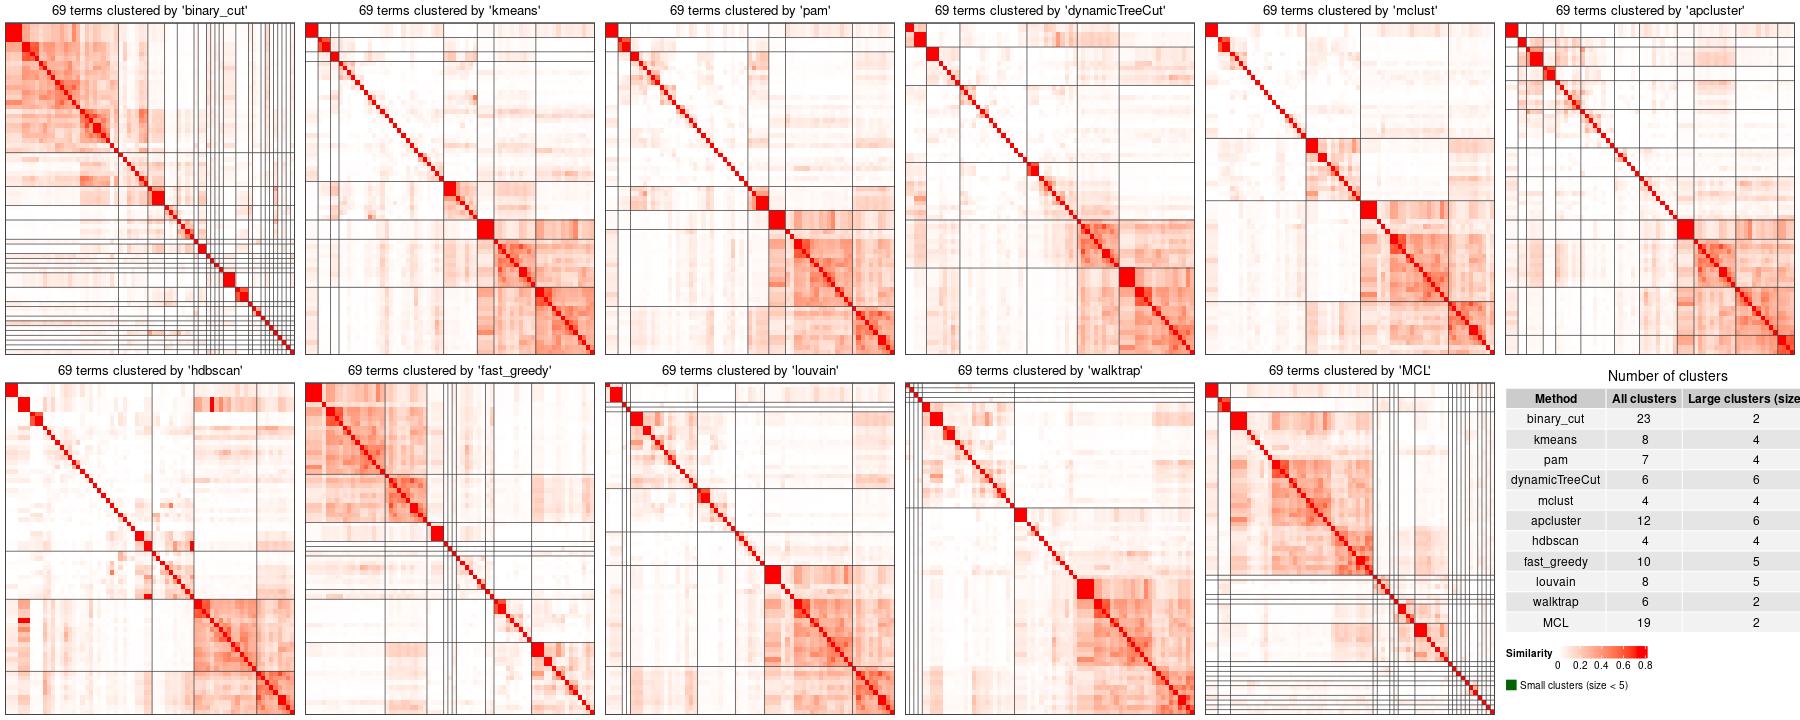 69 terms clustered by 'binary_cut'
69 terms clustered by 'kmeans'
69 terms clustered by 'pam'
69 terms clustered by 'dynamicTreeCut'
69 terms clustered by 'mclust'
69 terms clustered by 'apcluster'
69 terms clustered by 'hdbscan'
69 terms clustered by 'fast_greedy'
69 terms clustered by 'louvain'
69 terms clustered by 'walktrap'
69 terms clustered by 'MCL'
Number of clusters
Method All clusters Large clusters (size
binary_cut 23 2
kmeans 8 4
pam 7 4
dynamicTreeCut 6 6
mclust 4 4
apcluster 12 6
hdbscan 4 4
fast_greedy 10 5
louvain 8 5
walktrap 6 2
MCL 19 2
Similarity
0 0.2 0.4 0.6 0.8
Small clusters (size < 5)